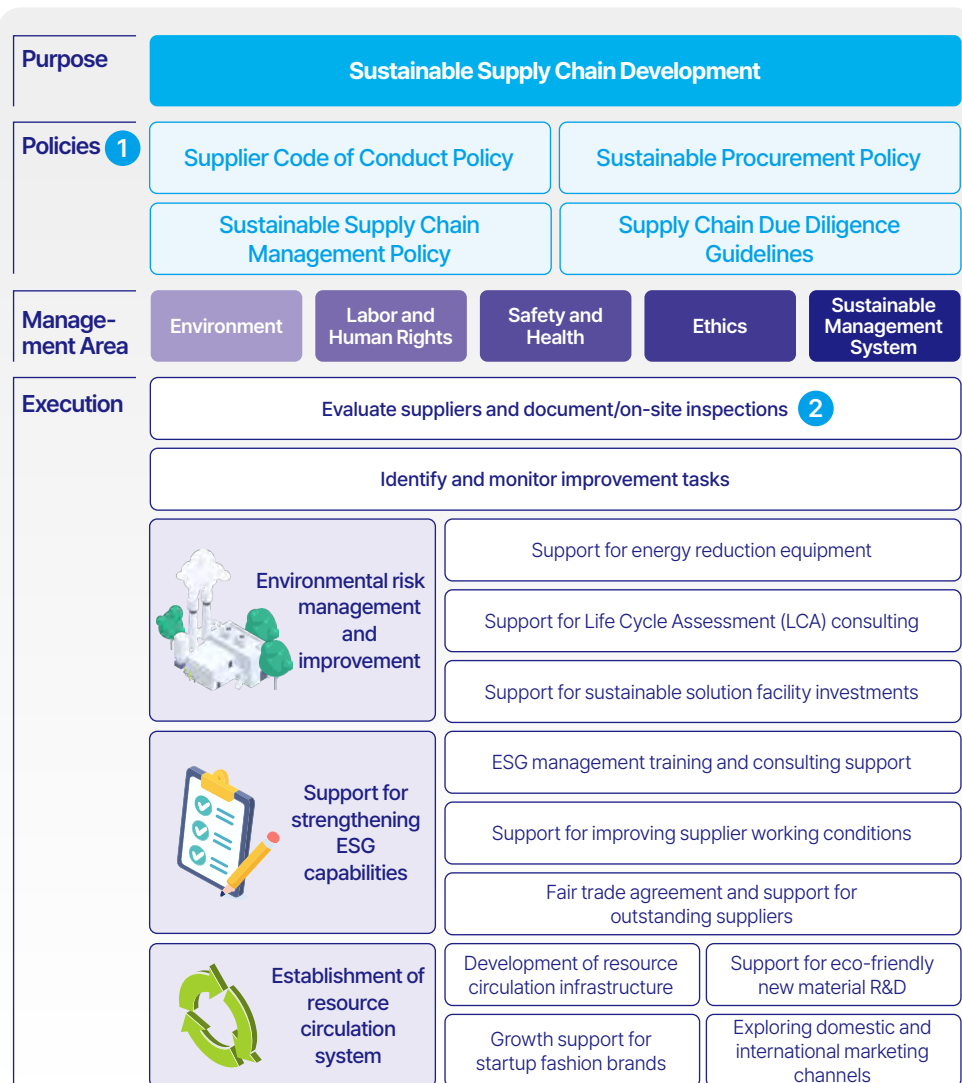 Purpose
Sustainable Supply Chain Development
Policies 1
Supplier Code of Conduct Policy
Sustainable Procurement Policy
Sustainable Supply Chain
Management Policy
Supply Chain Due Diligence
Guidelines
Manage-
ment Area
Environment
Labor and
Human Rights
Safety and
Health
Ethics
Sustainable
Management
System
Execution
Evaluate suppliers and document/on-site inspections 2
Identify and monitor improvement tasks
Environmental risk
management
and
improvement
Support for energy reduction equipment
Support for Life Cycle Assessment (LCA) consulting
Support for sustainable solution facility investments
Support for
strengthening
ESG
capabilities
ESG management training and consulting support
Support for improving supplier working conditions
Fair trade agreement and support for
outstanding suppliers
Establishment of
resource
circulation
system
Development of resource
circulation infrastructure
Support for eco-friendly
new material R&D
Growth support for
startup fashion brands
Exploring domestic and
international marketing
channels